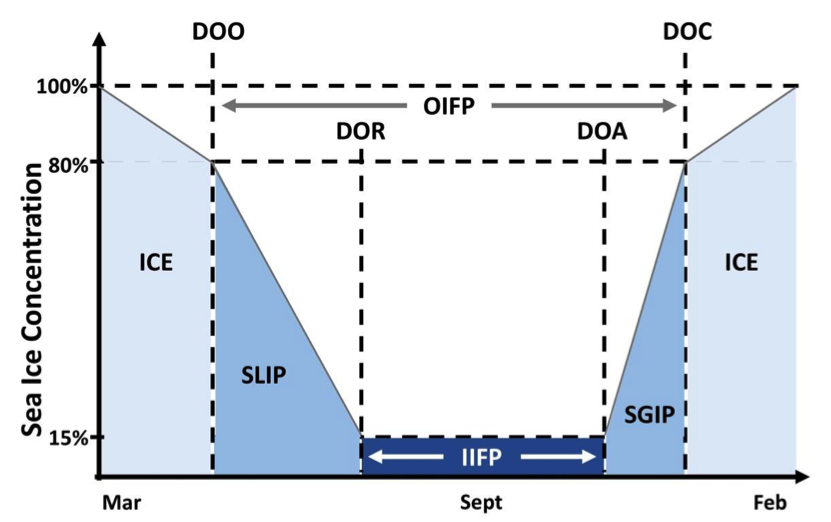 DOO
DOC
100%
OIFP
DOR
DOA
80%
Sea Ice Concentration
ICE
ICE
SLIP
SGIP
15%
IIFP
Mar
Sept
Feb